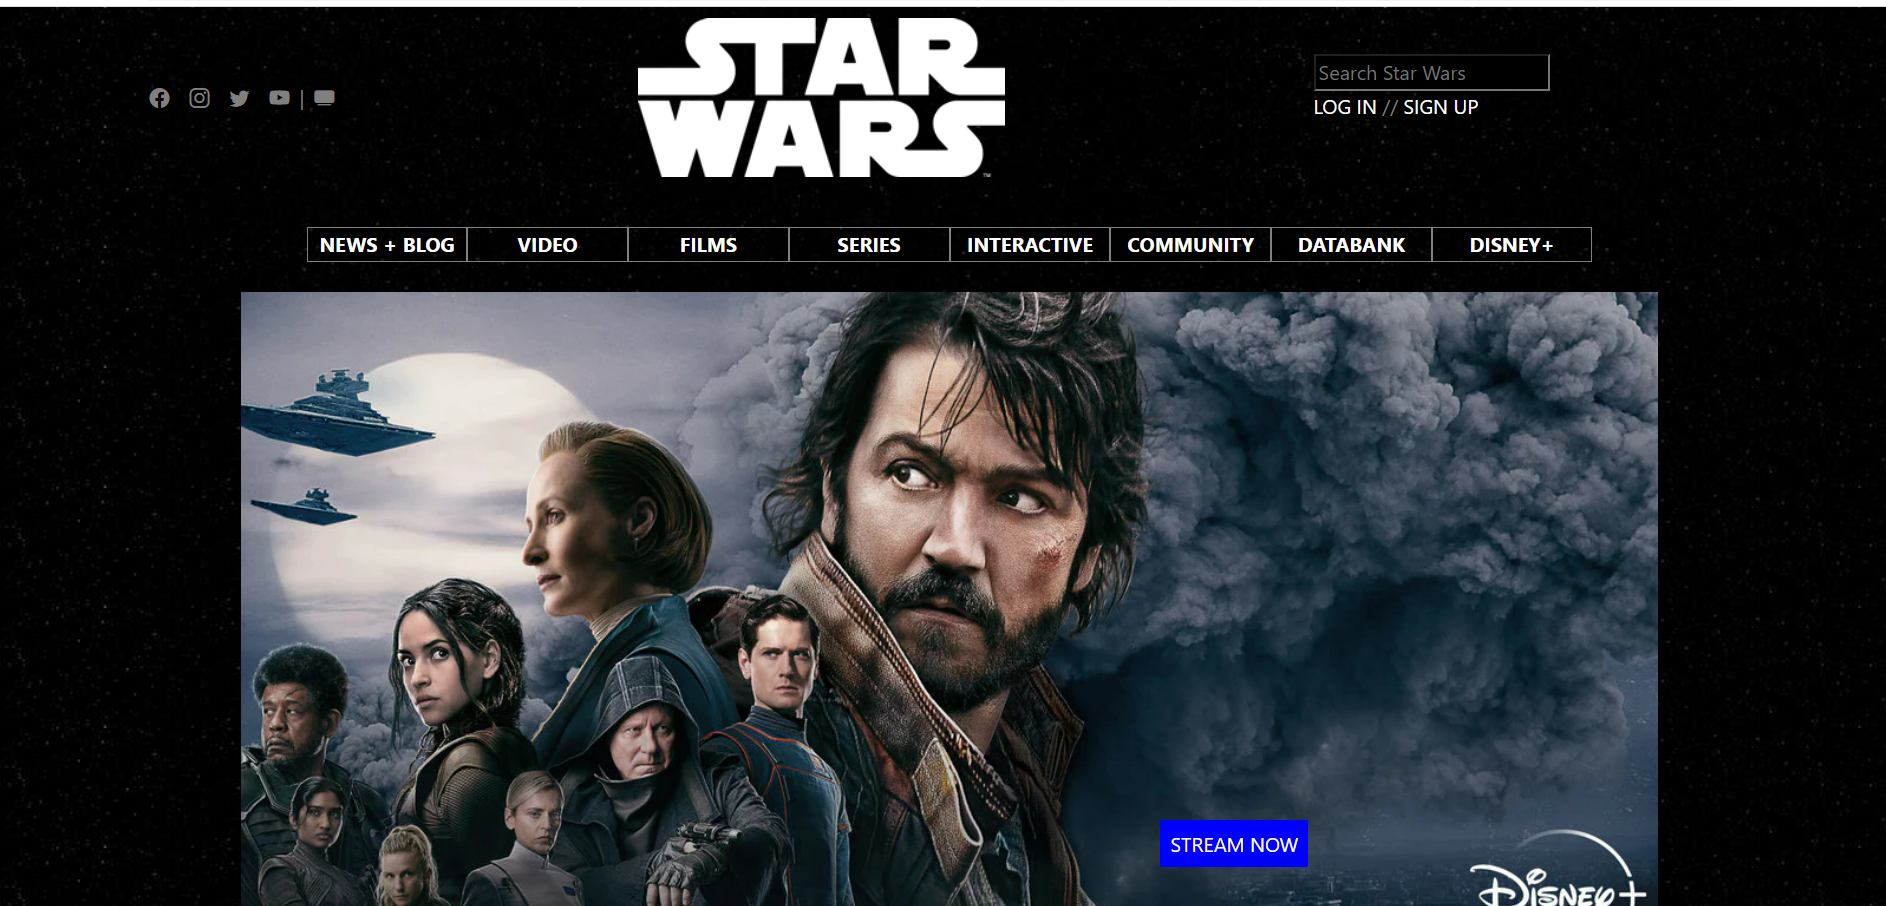 STAR
WARS
™
Search Star Wars
LOG IN // SIGN UP
|
NEWS + BLOG
VIDEO
FILMS
SERIES
INTERACTIVE
COMMUNITY
DATABANK
DISNEY+
STREAM NOW
Disney+